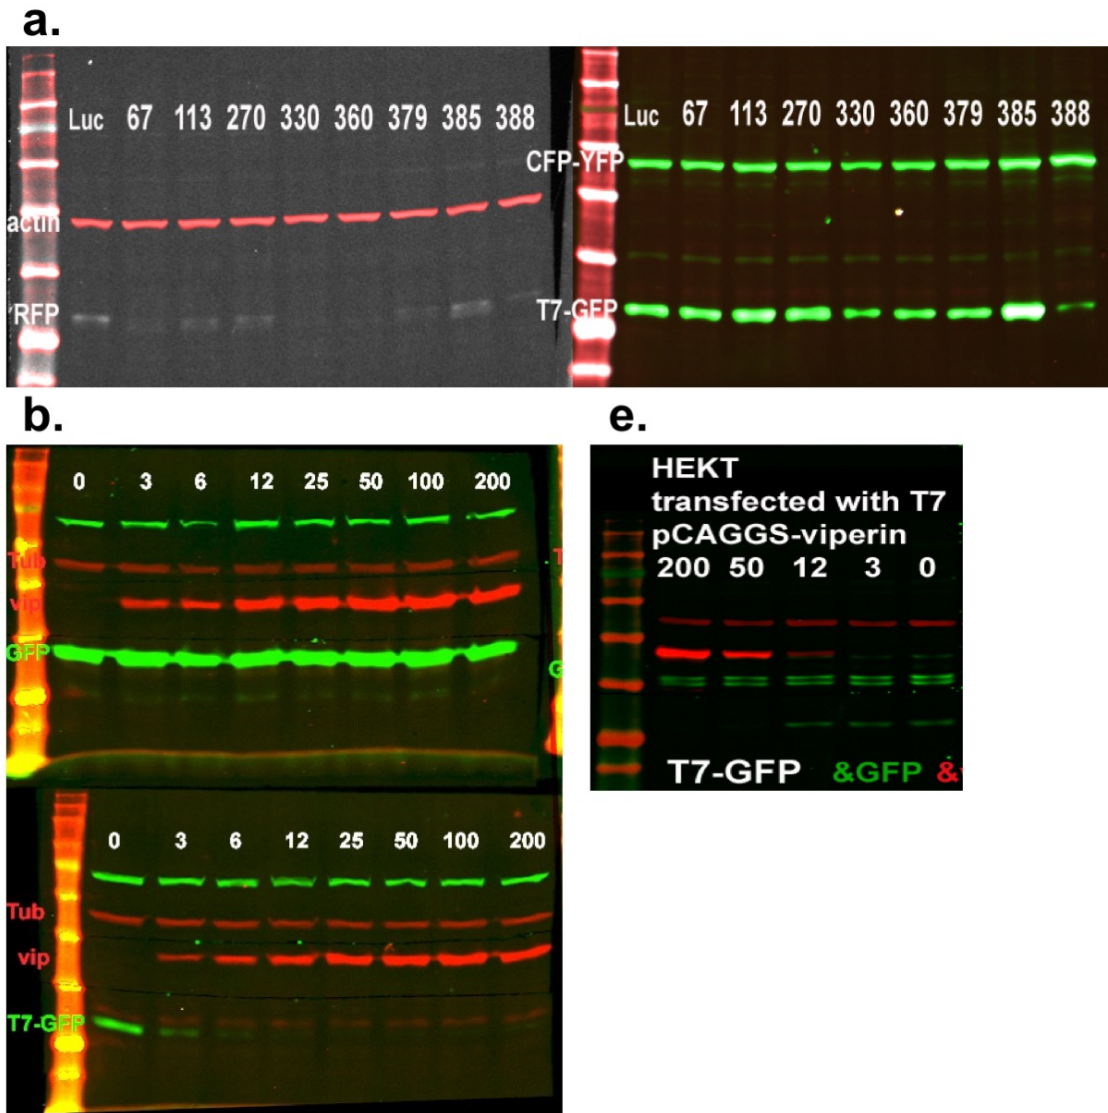 a.
Luc 67 113 270 330 360 379 385 388
actin
RFP
Luc 67 113 270 330 360 379 385 388
CFP-YFP
T7-GFP
b.
0 3 6 12 25 50 100 200
Tub
vip
GFP
T
G
0 3 6 12 25 50 100 200
Tub
vip
T7-GFP
e.
HEKT
transfected with T7
pCAGGS-viperin
200 50 12 3 0
T7-GFP &GFP &